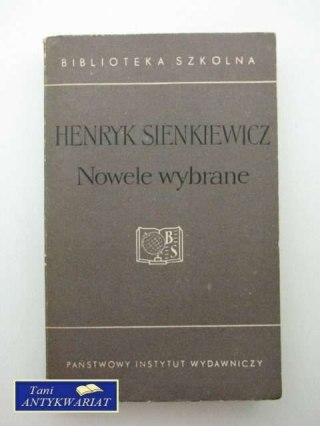 BIBLIOTEKA SZKOLNA
HENRYK SIENKIEWICZ
Nowele wybrane
B
S
PAŃSTWOWY INSTYTUT WYDAWNICZY
Tani
ANTYKWARIAT